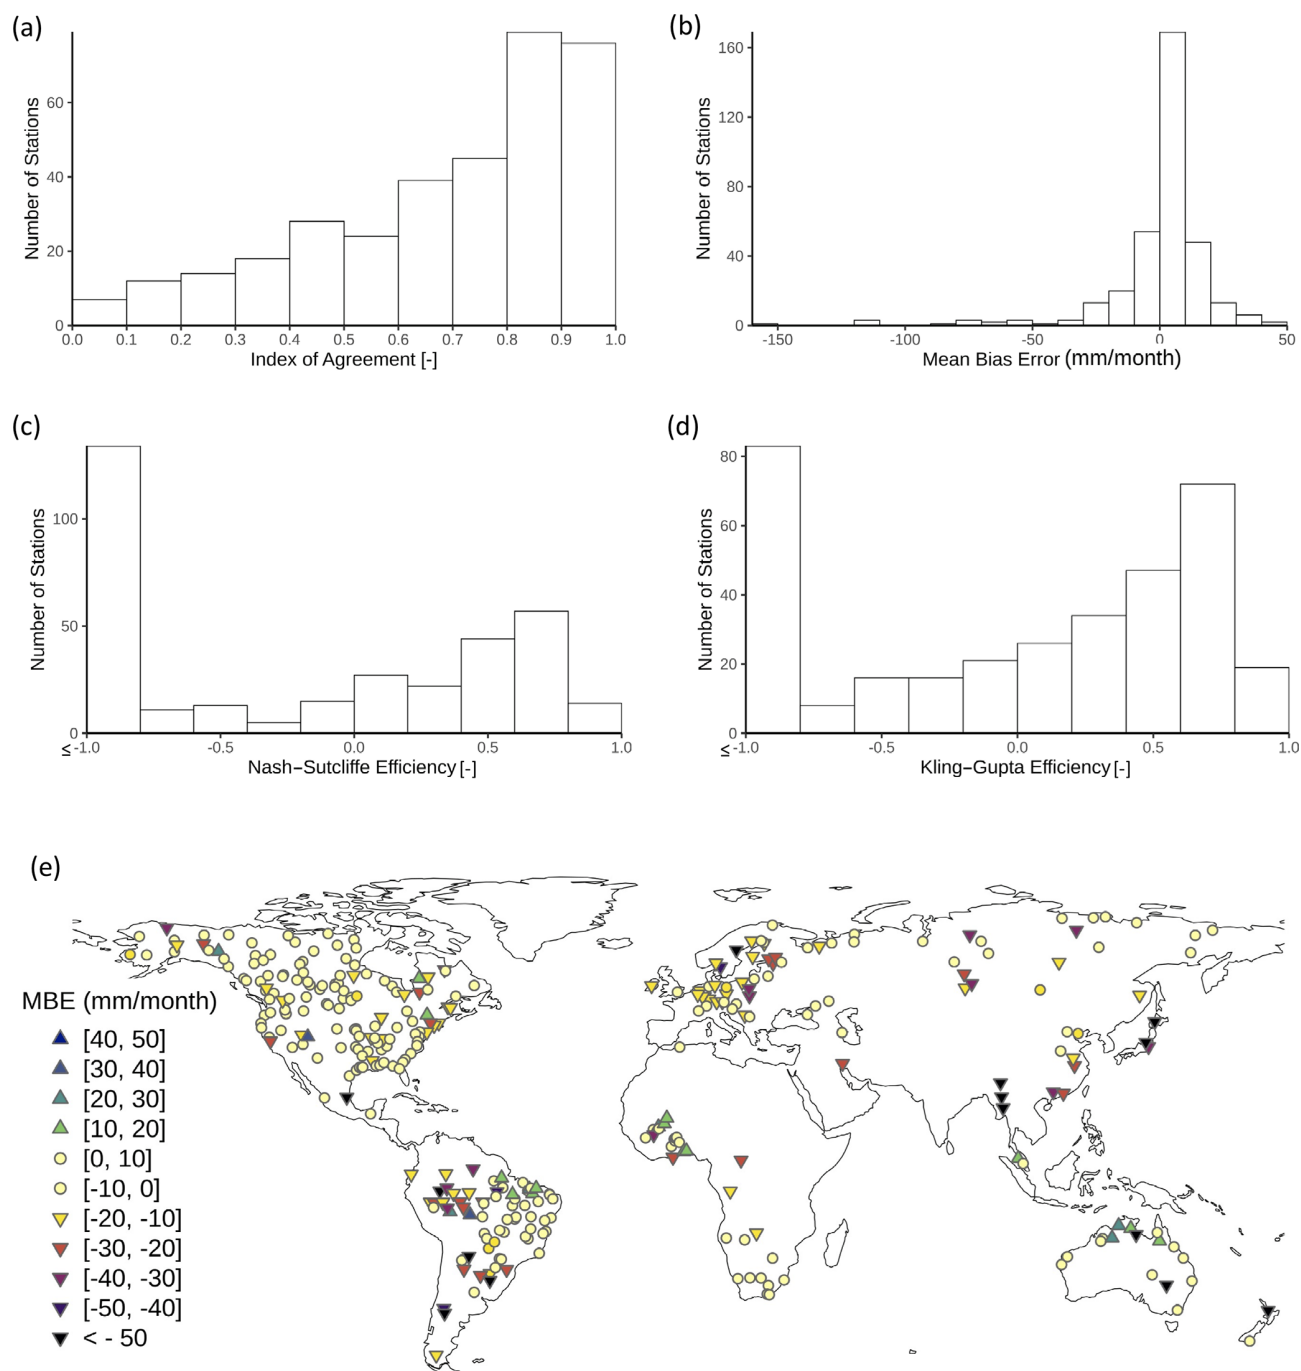 (a)
Number of Stations
60
40
20
0
0.0 0.1 0.2 0.3 0.4 0.5 0.6 0.7 0.8 0.9 1.0
Index of Agreement [-]
(b)
Number of Stations
160
120
80
40
0
-150 -100 -50 0 50
Mean Bias Error (mm/month)
(c)
Number of Stations
100
50
0
≤ -1.0 -0.5 0.0 0.5 1.0
Nash−Sutcliffe Efficiency [-]
(d)
Number of Stations
80
60
40
20
0
≤ -1.0 -0.5 0.0 0.5 1.0
Kling−Gupta Efficiency [-]
(e)
MBE (mm/month)
[40, 50]
[30, 40]
[20, 30]
[10, 20]
[0, 10]
[-10, 0]
[-20, -10]
[-30, -20]
[-40, -30]
[-50, -40]
< - 50